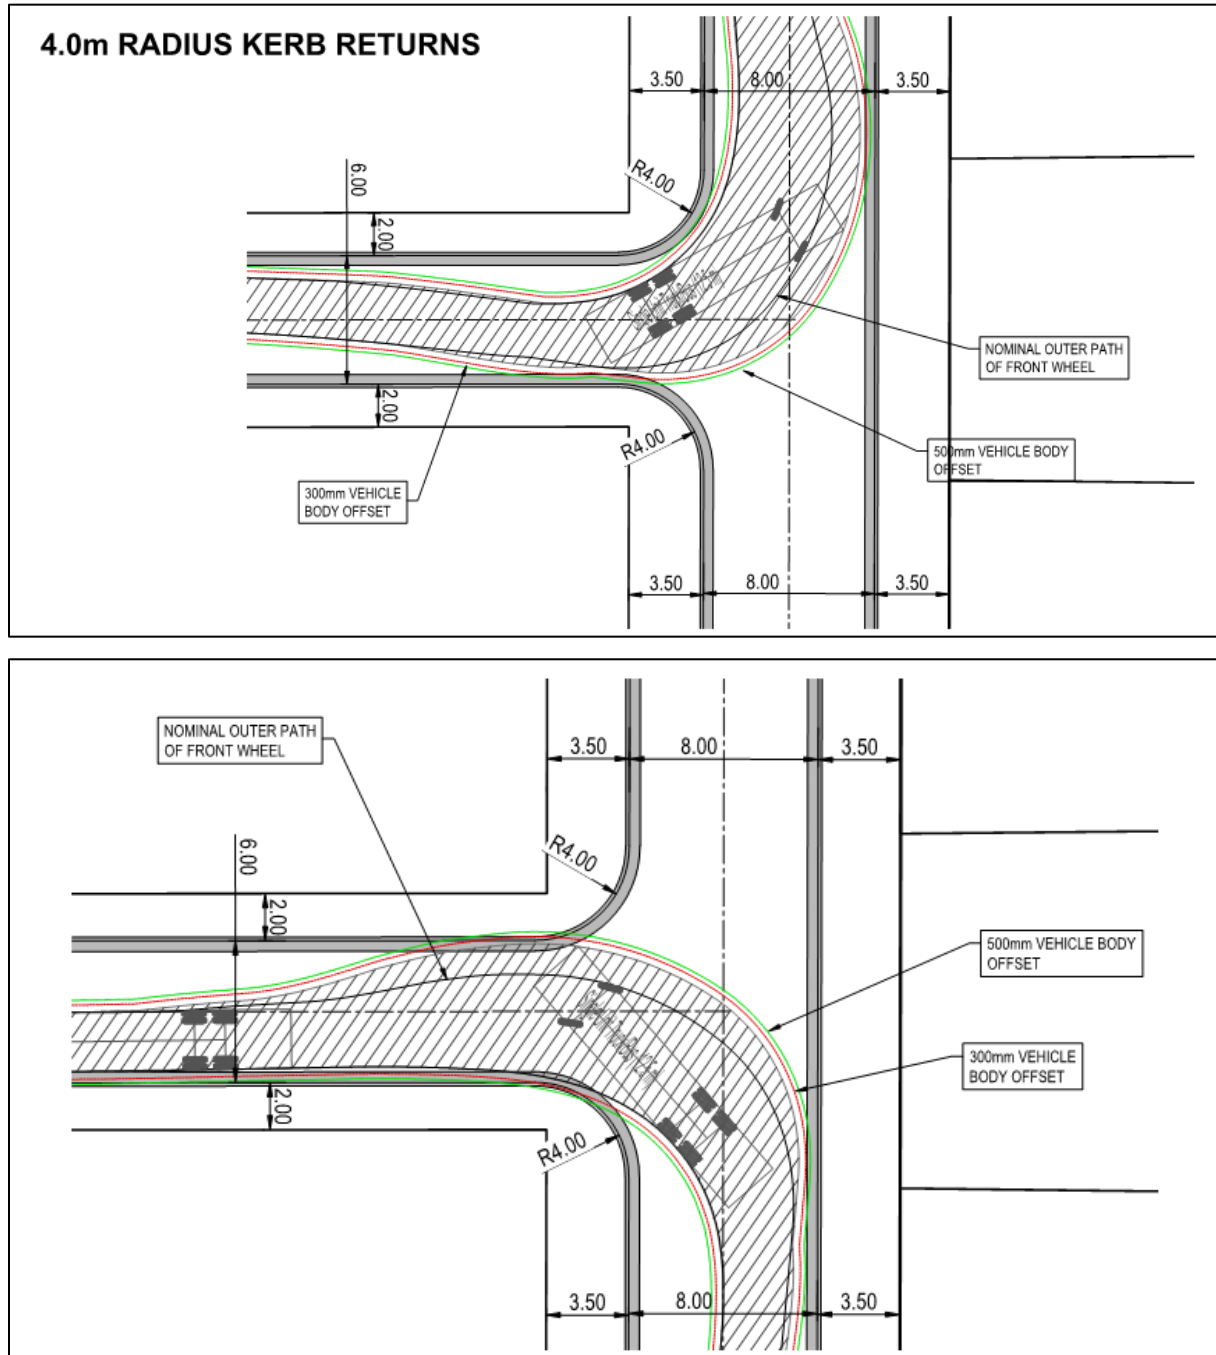 4.0m RADIUS KERB RETURNS
3.50
8.00
3.50
R4.00
6.00
2.00
NOMINAL OUTER PATH
OF FRONT WHEEL
2.00
R4.00
500mm VEHICLE BODY
OFFSET
300mm VEHICLE
BODY OFFSET
3.50
8.00
3.50
NOMINAL OUTER PATH
OF FRONT WHEEL
3.50
8.00
3.50
R4.00
6.00
2.00
500mm VEHICLE BODY
OFFSET
300mm VEHICLE
BODY OFFSET
2.00
R4.00
3.50
8.00
3.50